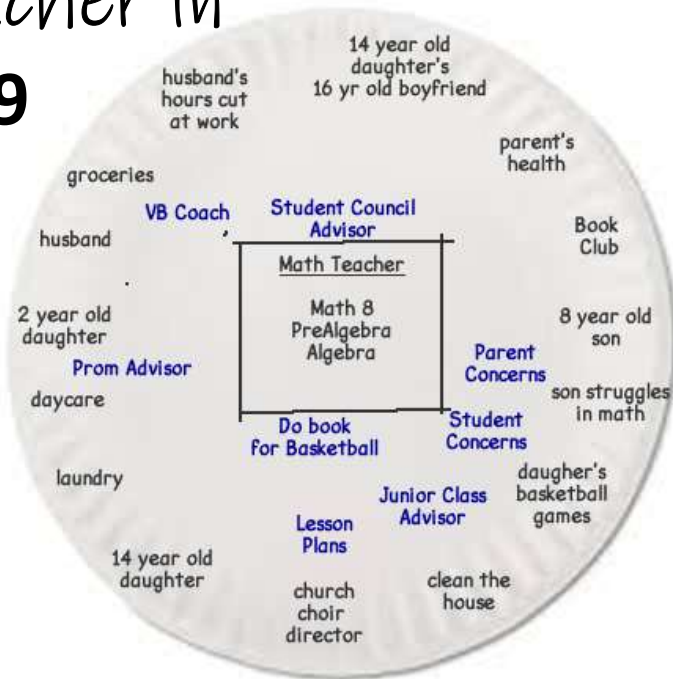 in
9
14 year old
daughter's
16 yr old boyfriend
husband's
hours cut
at work
parent's
health
groceries
VB Coach
Student Council
Advisor
Book
Club
husband
Math Teacher
Math 8
PreAlgebra
Algebra
2 year old
daughter
8 year old
son
Prom Advisor
Parent
Concerns
daycare
son struggles
in math
Do book
for Basketball
Student
Concerns
laundry
daugher's
basketball
games
Junior Class
Advisor
Lesson
Plans
14 year old
daughter
church
choir
director
clean the
house